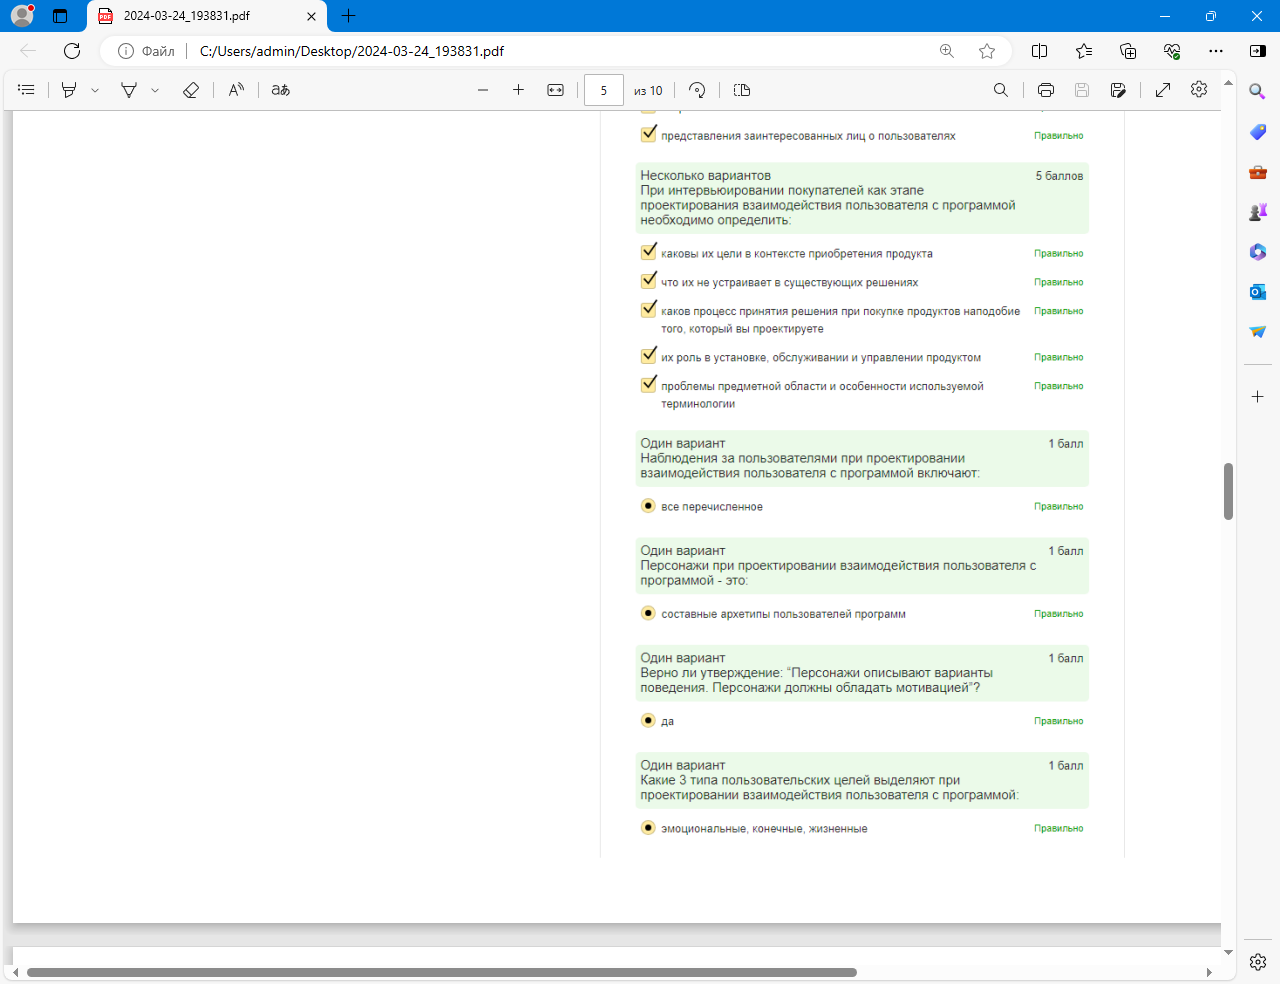 2024-03-24_193831.pdf
Файл
C:/Users/admin/Desktop/2024-03-24_193831.pdf
5 из 10
представления заинтересованных лиц о пользователях Правильно
Несколько вариантов 5 баллов
При интервьюировании покупателей как этапе
проектирования взаимодействия пользователя с программой
необходимо определить:
каковы их цели в контексте приобретения продукта Правильно
что их не устраивает в существующих решениях Правильно
каков процесс принятия решения при покупке продуктов наподобие Правильно
того, который вы проектируете
их роль в установке, обслуживании и управлении продуктом Правильно
проблемы предметной области и особенности используемой Правильно
терминологии
Один вариант 1 балл
Наблюдения за пользователями при проектировании
взаимодействия пользователя с программой включают:
все перечисленное Правильно
Один вариант 1 балл
Персонажи при проектировании взаимодействия пользователя с
программой - это:
составные архетипы пользователей программ Правильно
Один вариант 1 балл
Верно ли утверждение: “Персонажи описывают варианты
поведения. Персонажи должны обладать мотивацией”?
да Правильно
Один вариант 1 балл
Какие 3 типа пользовательских целей выделяют при
проектировании взаимодействия пользователя с программой:
эмоциональные, конечные, жизненные Правильно